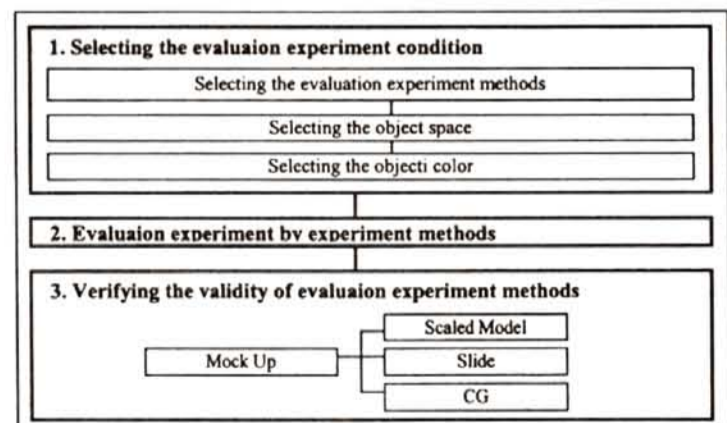 1. Selecting the evaluaion experiment condition
Selecting the evaluation experiment methods
Selecting the object space
Selecting the objecti color
2. Evaluaion experiment by experiment methods
3. Verifying the validity of evaluaion experiment methods
Scaled Model
Mock Up
Slide
CG